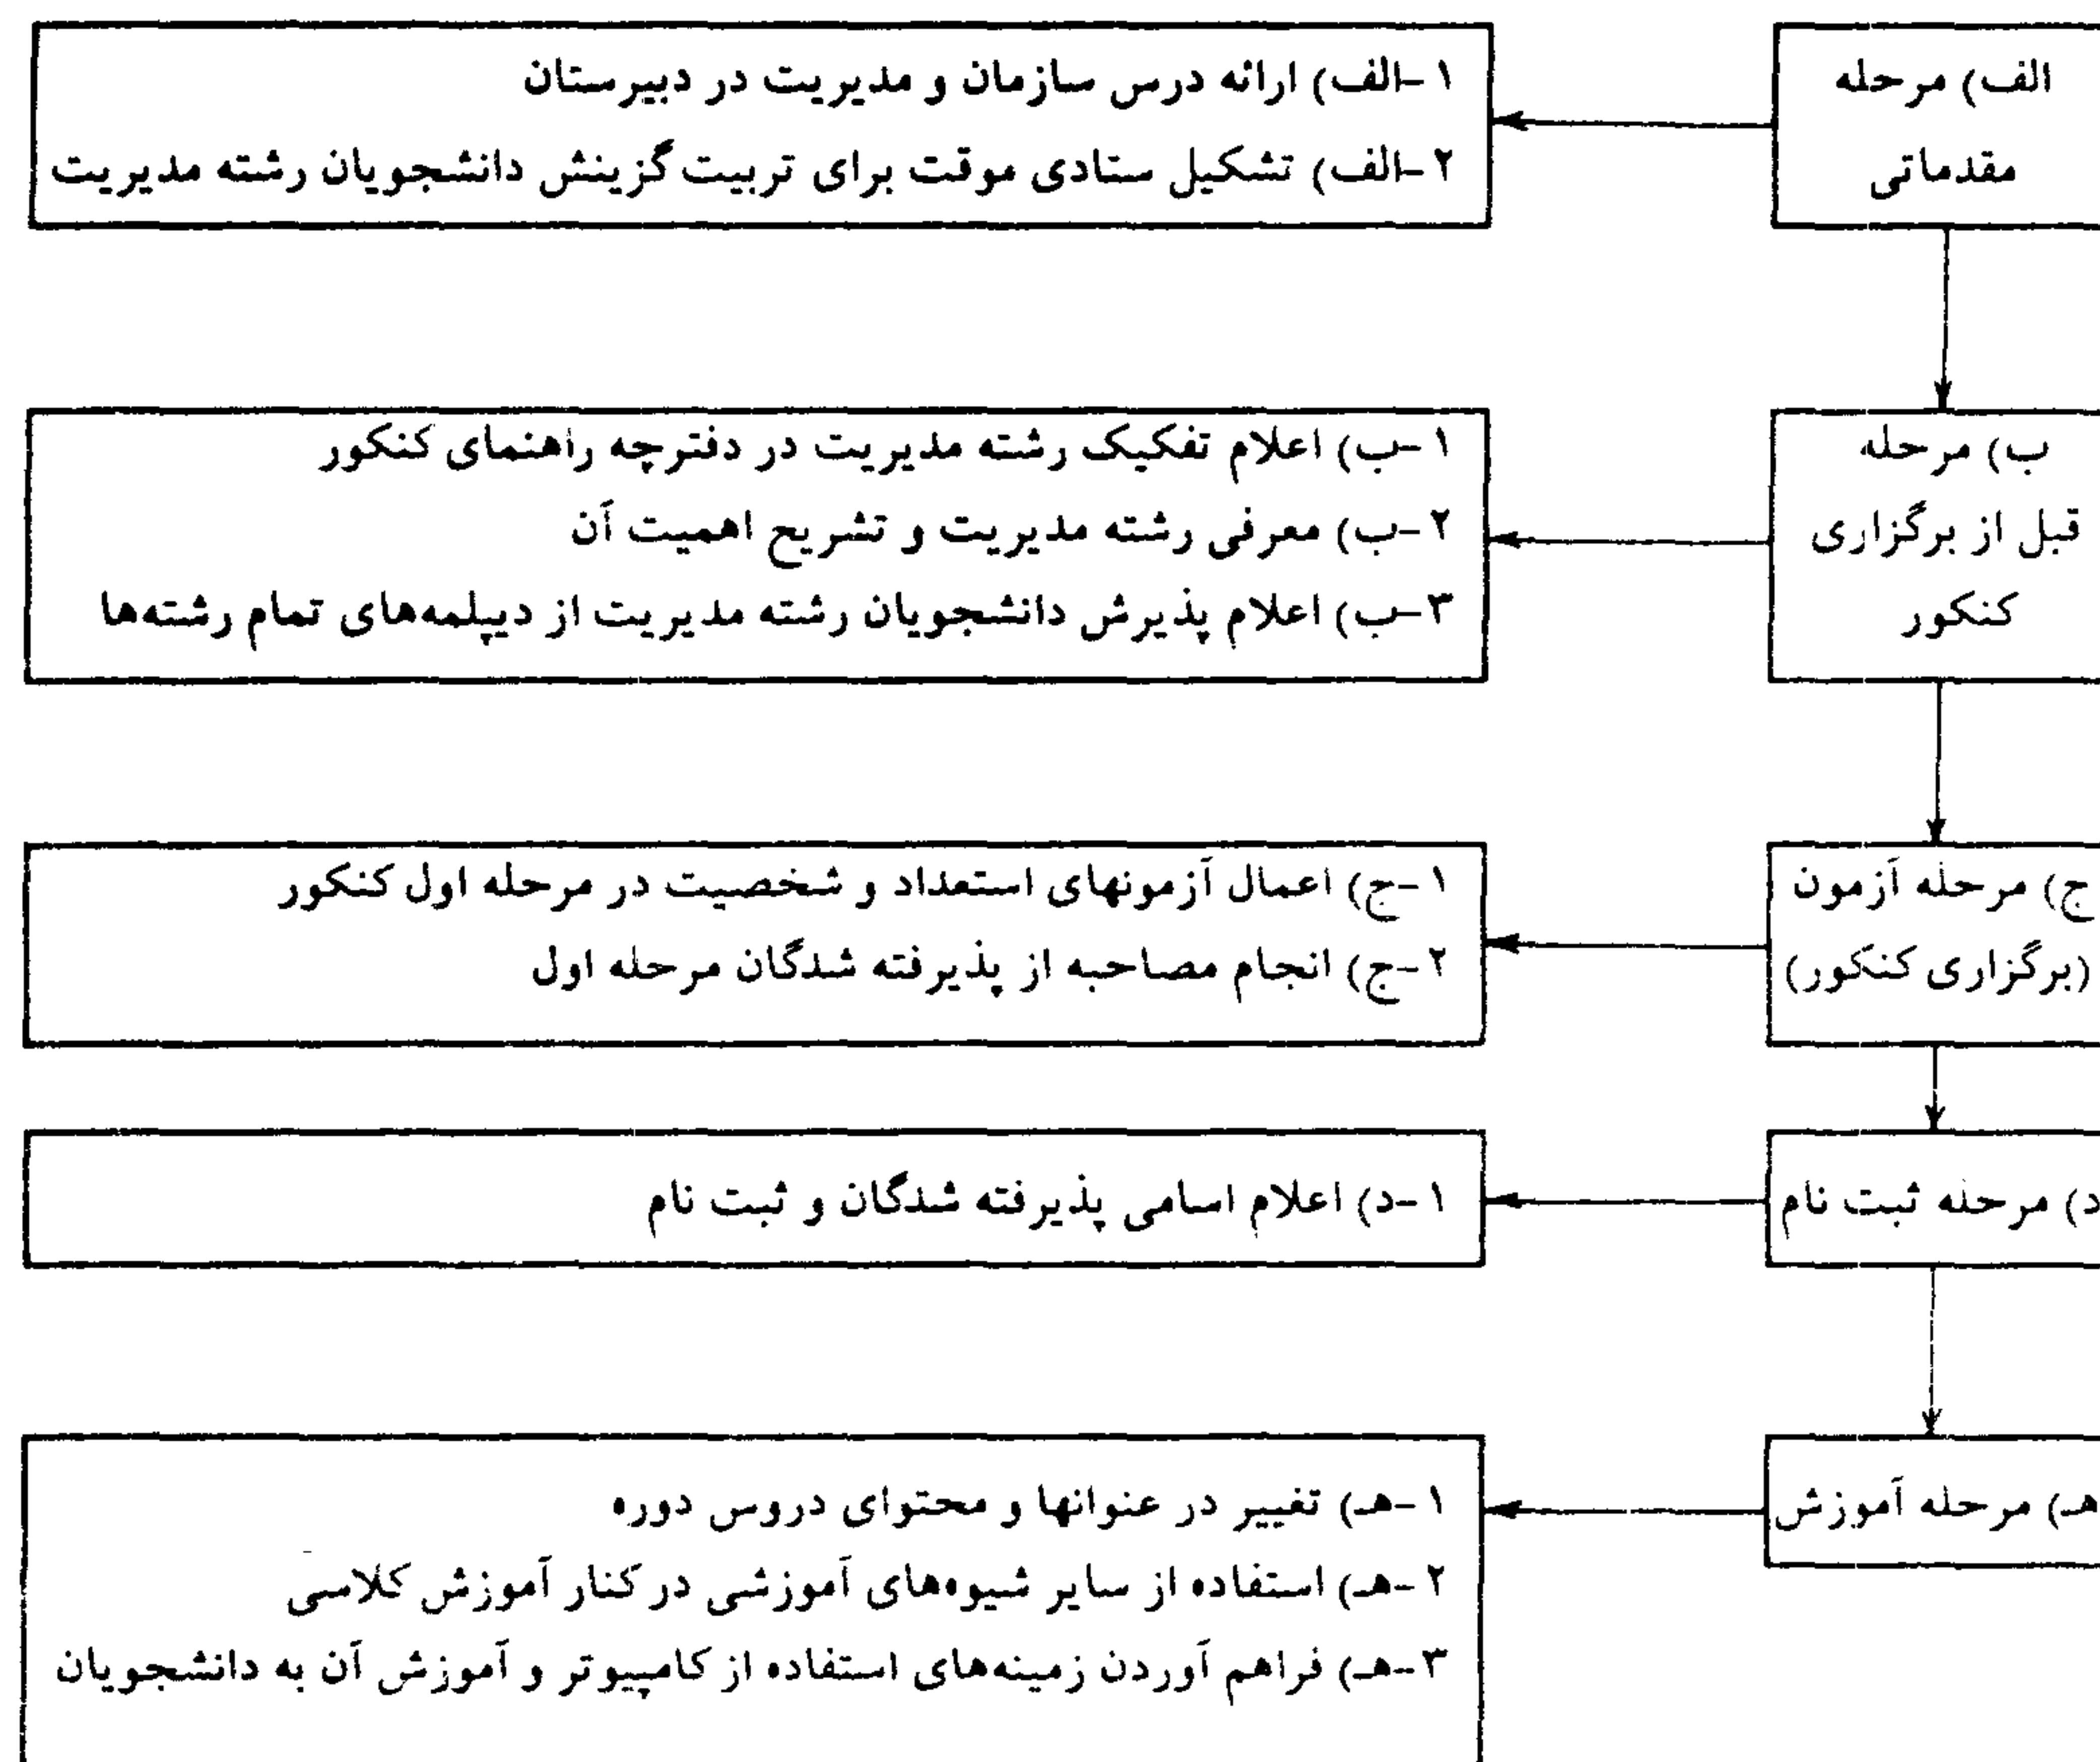 الف) مرحله
مقدماتی
۱-الف) ارائه درس سازمان و مدیریت در دبیرستان
۲-الف) تشکیل ستادی موقت برای تربیت گزینش دانشجویان رشته مدیریت
ب) مرحله
قبل از برگزاری
کنکور
۱-ب) اعلام تفکیک رشته مدیریت در دفترچه راهنمای کنکور
۲-ب) معرفی رشته مدیریت و تشریح اهمیت آن
۳-ب) اعلام پذیرش دانشجویان رشته مدیریت از دیپلمه‌های تمام رشته‌ها
ج) مرحله آزمون
(برگزاری کنکور)
۱-ج) اعمال آزمونهای استعداد و شخصیت در مرحله اول کنکور
۲-ج) انجام مصاحبه از پذیرفته شدگان مرحله اول
د) مرحله ثبت نام
۱-د) اعلام اسامی پذیرفته شدگان و ثبت نام
هـ) مرحله آموزش
۱-هـ) تغییر در عنوانها و محتوای دروس دوره
۲-هـ) استفاده از سایر شیوه‌های آموزشی در کنار آموزش کلاسی
۳-هـ) فراهم آوردن زمینه‌های استفاده از کامپیوتر و آموزش آن به دانشجویان